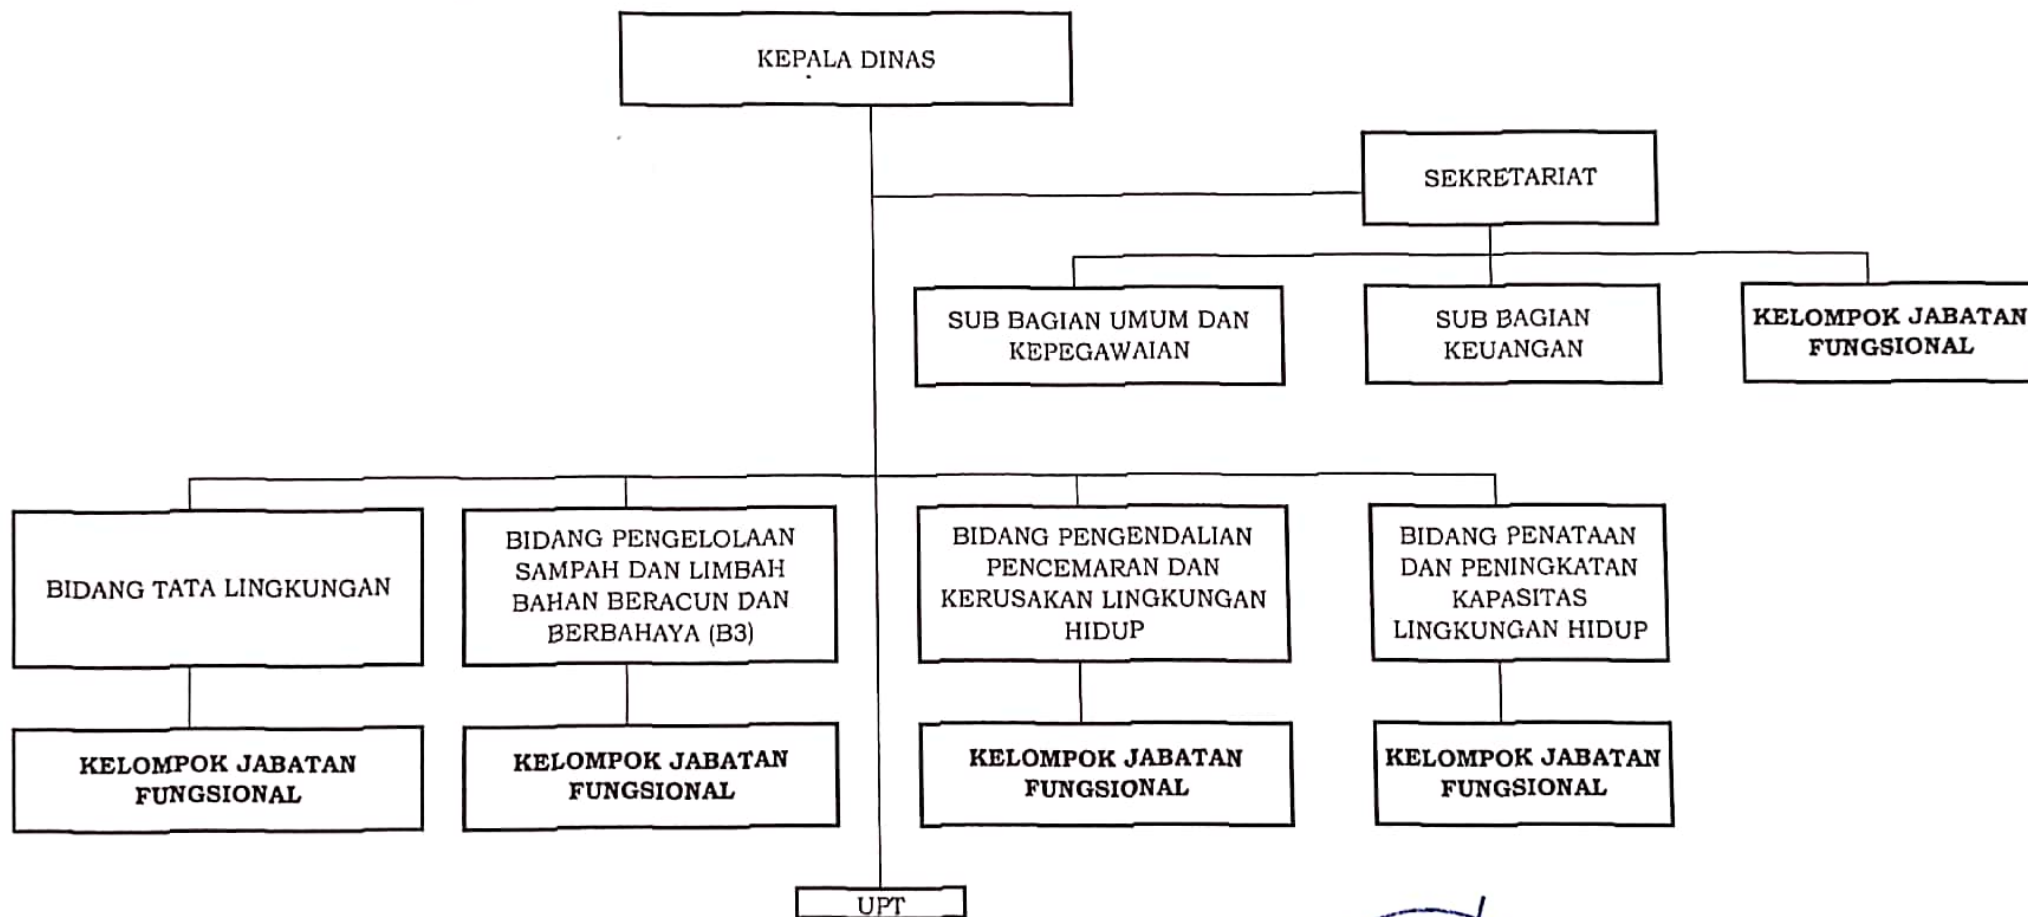 KEPALA DINAS
SEKRETARIAT
SUB BAGIAN UMUM DAN
KEPEGAWAIAN
SUB BAGIAN
KEUANGAN
KELOMPOK JABATAN
FUNGSIONAL
BIDANG TATA LINGKUNGAN
BIDANG PENGELOLAAN
SAMPAH DAN LIMBAH
BAHAN BERACUN DAN
BERBAHAYA (B3)
BIDANG PENGENDALIAN
PENCEMARAN DAN
KERUSAKAN LINGKUNGAN
HIDUP
BIDANG PENATAAN
DAN PENINGKATAN
KAPASITAS
LINGKUNGAN HIDUP
KELOMPOK JABATAN
FUNGSIONAL
KELOMPOK JABATAN
FUNGSIONAL
KELOMPOK JABATAN
FUNGSIONAL
KELOMPOK JABATAN
FUNGSIONAL
UPT